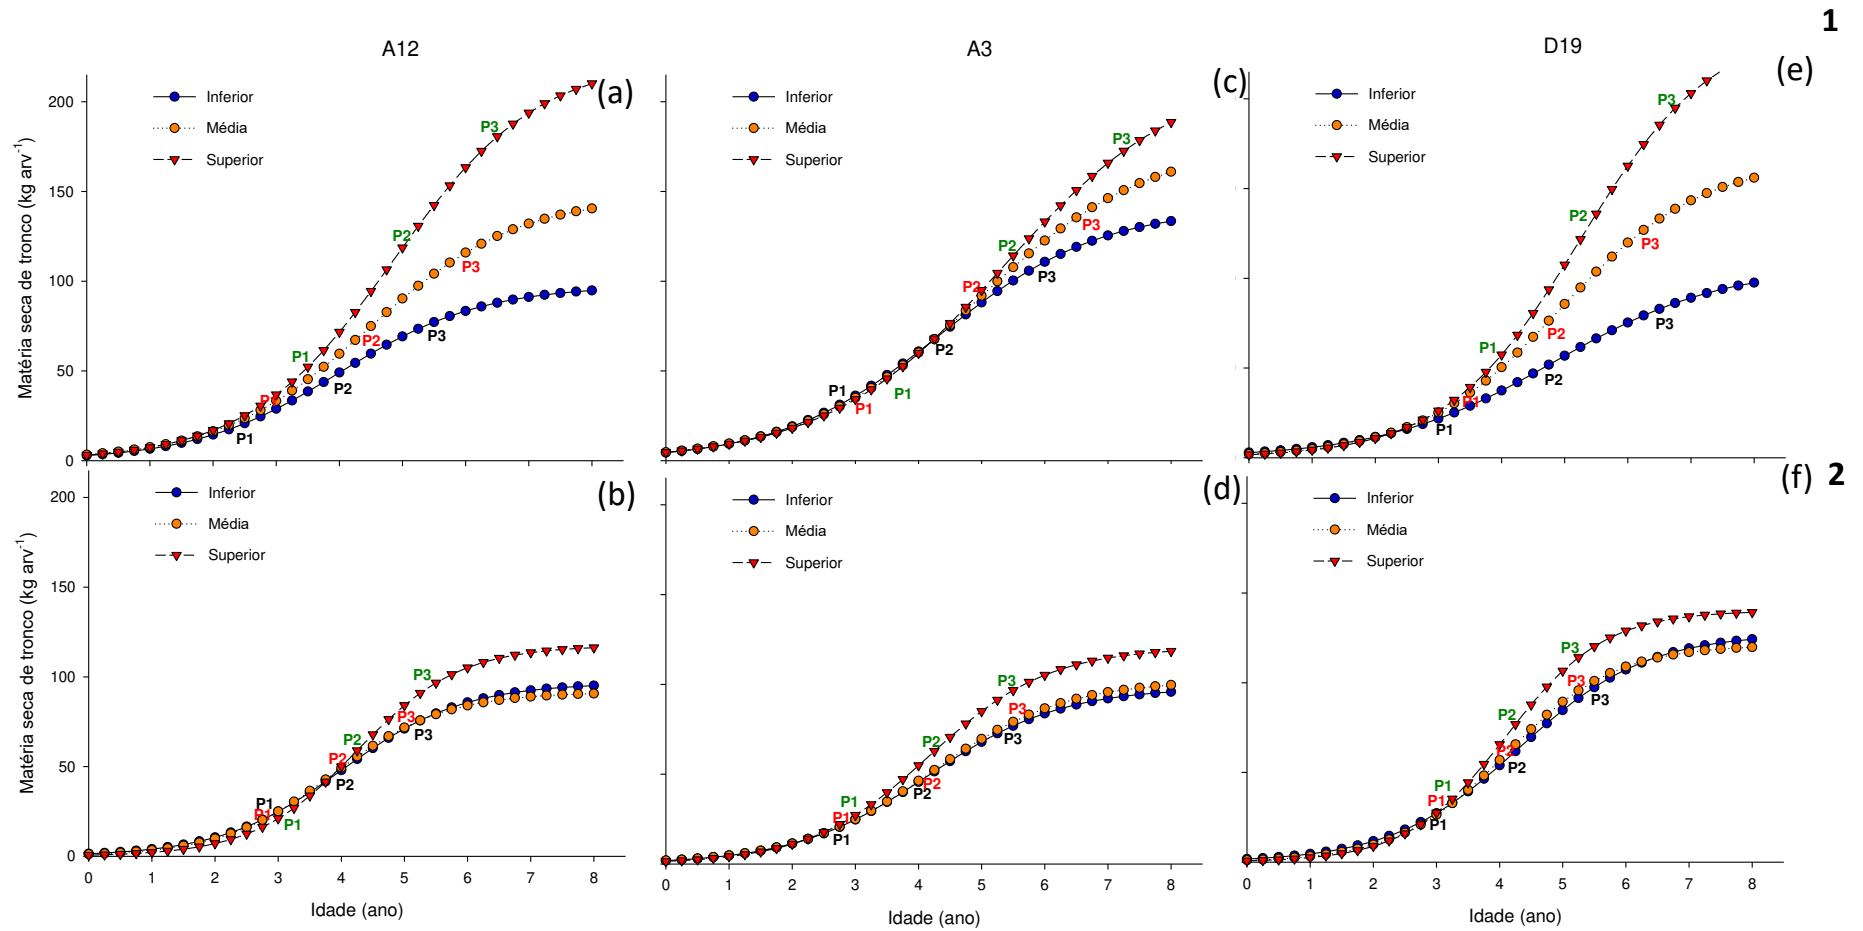 1
A12
A3
D19
(a)
(c)
(e)
Inferior
Média
Superior
Inferior
Média
Superior
Inferior
Média
Superior
Matéria seca de tronco (kg arv-1)
200
150
100
50
0
P1
P2
P3
P1
P2
P3
P1
P2
P3
P1
P2
P3
P1
P2
P3
P1
P2
P3
P1
P2
P3
P1
P2
P3
P1
P2
P3
(b)
(d)
(f)
2
Inferior
Média
Superior
Inferior
Média
Superior
Inferior
Média
Superior
Matéria seca de tronco (kg arv-1)
200
150
100
50
0
P1
P2
P3
P1
P2
P3
P1
P2
P3
P1
P2
P3
P1
P2
P3
P1
P2
P3
P1
P2
P3
P1
P2
P3
P1
P2
P3
0 1 2 3 4 5 6 7 8
0 1 2 3 4 5 6 7 8
0 1 2 3 4 5 6 7 8
Idade (ano)
Idade (ano)
Idade (ano)